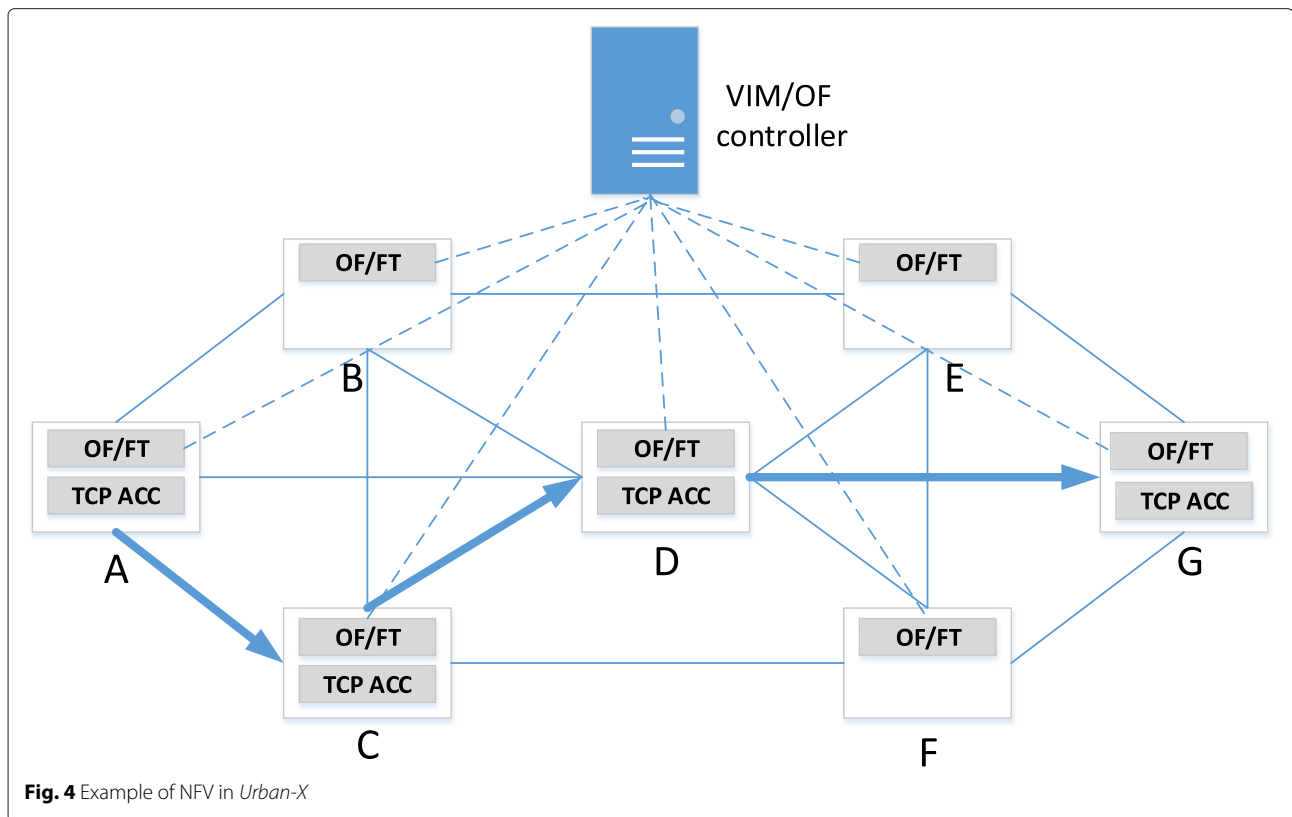 VIM/OF
controller
OF/FT
B
OF/FT
E
OF/FT
TCP ACC
A
OF/FT
TCP ACC
D
OF/FT
TCP ACC
G
OF/FT
TCP ACC
C
OF/FT
F
Fig. 4 Example of NFV in Urban-X